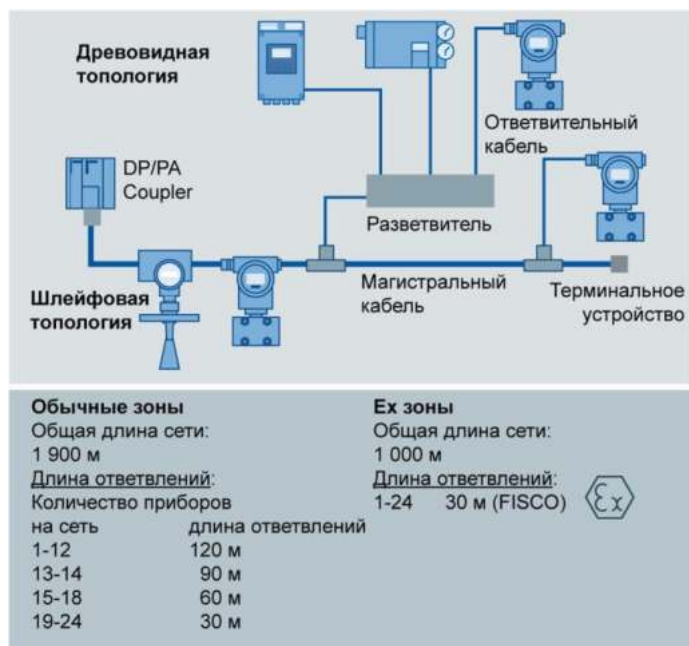 Древовидная
топология
Ответвительный
кабель
DP/PA
Coupler
Разветвитель
Шлейфовая
топология
Магистральный
кабель
Терминальное
устройство
Обычные зоны
Общая длина сети:
1 900 м
Длина ответвлений:
Количество приборов
на сеть длина ответвлений
1-12 120 м
13-14 90 м
15-18 60 м
19-24 30 м
Ex зоны
Общая длина сети:
1 000 м
Длина ответвлений:
1-24 30 м (FISCO)
Ex